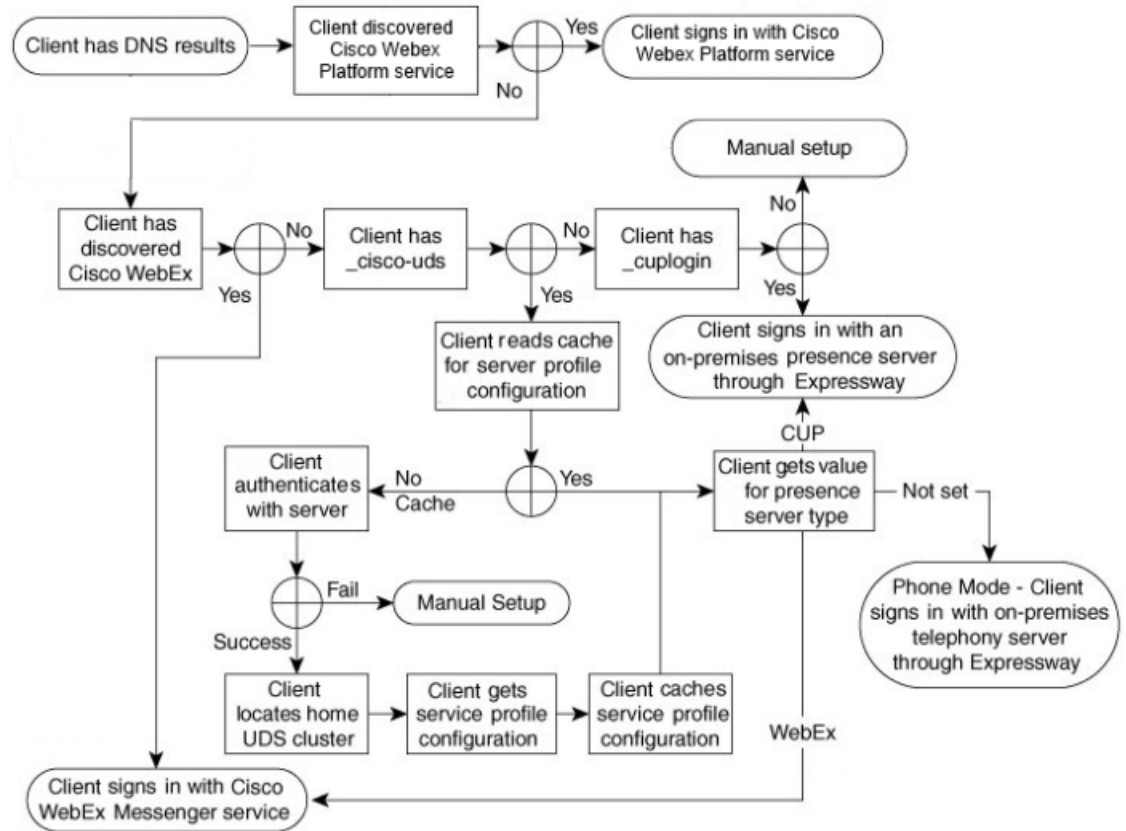 Client has DNS results
Client discovered
Cisco Webex
Platform service
Yes
Client signs in with Cisco
Webex Platform service
No
Manual setup
No
Client has
discovered
Cisco WebEx
No
Client has
_cisco-uds
No
Client has
_cuplogin
Yes
Yes
Yes
Client reads cache
for server profile
configuration
Client signs in with an
on-premises presence server
through Expressway
CUP
Client
authenticates
with server
No
Cache
Yes
Client gets value
for presence
server type
Not set
Fail
Manual Setup
Success
Phone Mode - Client
signs in with on-premises
telephony server
through Expressway
Client
locates home
UDS cluster
Client gets
service profile
configuration
Client caches
service profile
configuration
WebEx
Client signs in with Cisco
WebEx Messenger service